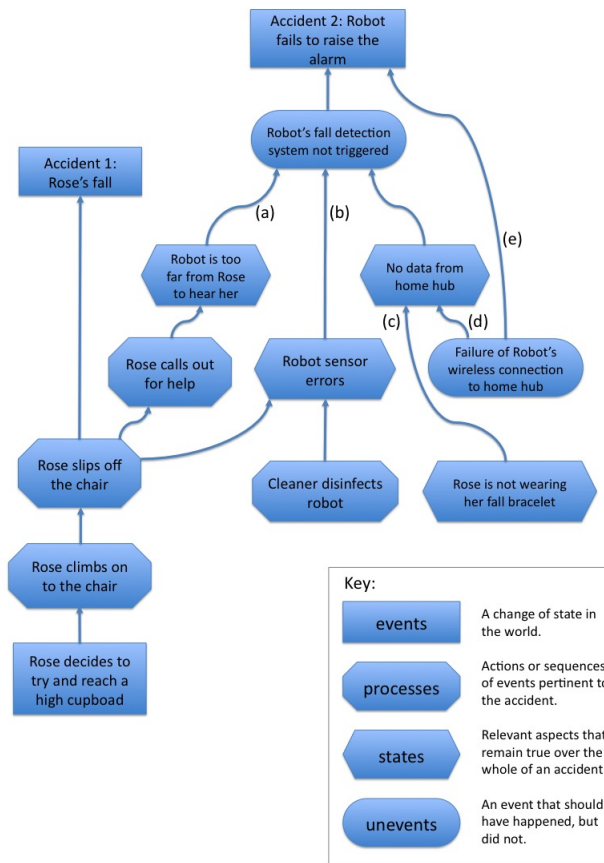 Accident 2: Robot
fails to raise the
alarm
Robot's fall detection
system not triggered
Accident 1:
Rose's fall
(a)
(b)
(e)
Robot is too
far from Rose
to hear her
No data from
home hub
(c)
(d)
Rose calls out
for help
Robot sensor
errors
Failure of Robot's
wireless connection
to home hub
Rose slips off
the chair
Cleaner disinfects
robot
Rose is not wearing
her fall bracelet
Rose climbs on
to the chair
Rose decides to
try and reach a
high cupboad
Key:
events
A change of state in
the world.
processes
Actions or sequences
of events pertinent to
the accident.
states
Relevant aspects that
remain true over the
whole of an accident
unevents
An event that should
have happened, but
did not.